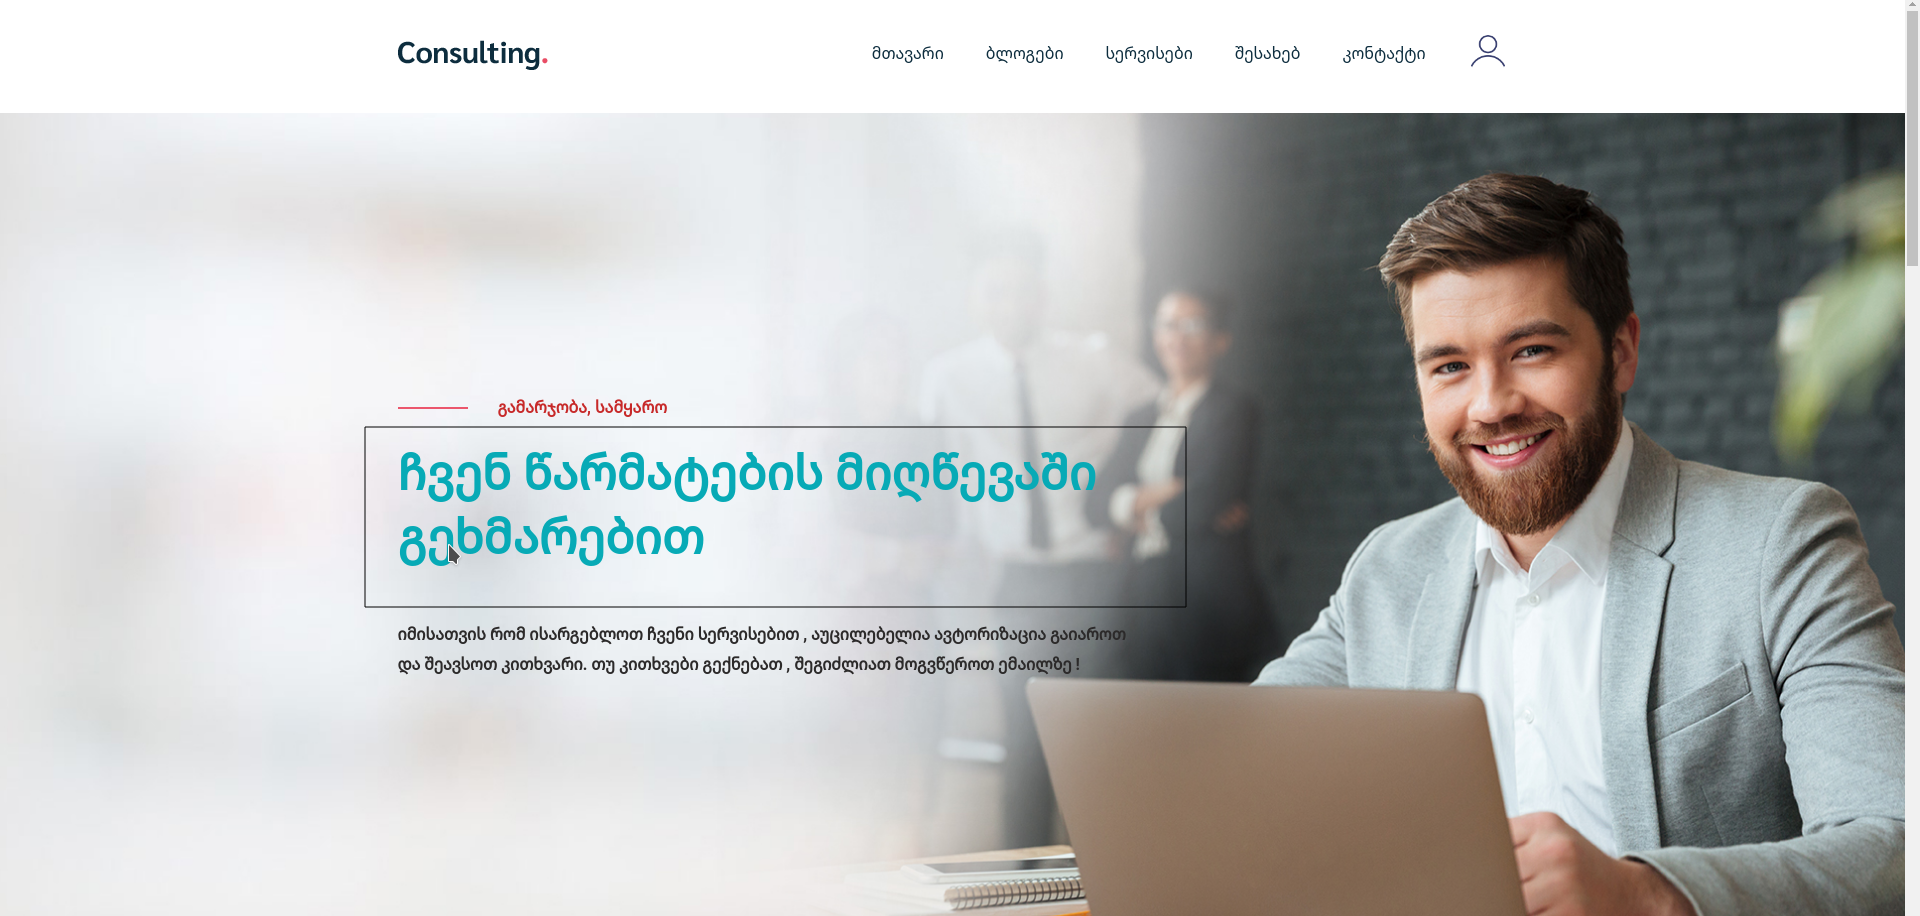 Consulting.
მთავარი ბლოგები სერვისები შესახებ კონტაქტი
გამარჯობა, სამყარო
ჩვენ წარმატების მიღწევაში
გეხმარებით
იმისათვის რომ ისარგებლოთ ჩვენი სერვისებით , აუცილებელია ავტორიზაცია გაიაროთ
და შეავსოთ კითხვარი. თუ კითხვები გექნებათ , შეგიძლიათ მოგვწეროთ ემაილზე !